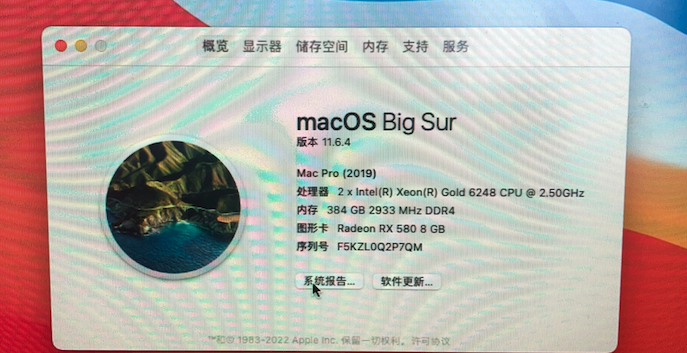 概览 显示器 储存空间 内存 支持 服务
macOS Big Sur
版本 11.6.4
Mac Pro (2019)
处理器 2 x Intel(R) Xeon(R) Gold 6248 CPU @ 2.50GHz
内存 384 GB 2933 MHz DDR4
图形卡 Radeon RX 580 8 GB
序列号 F5KZL0Q2P7QM
系统报告... 软件更新...
™和© 1983-2022 Apple Inc. 保留一切权利。许可协议